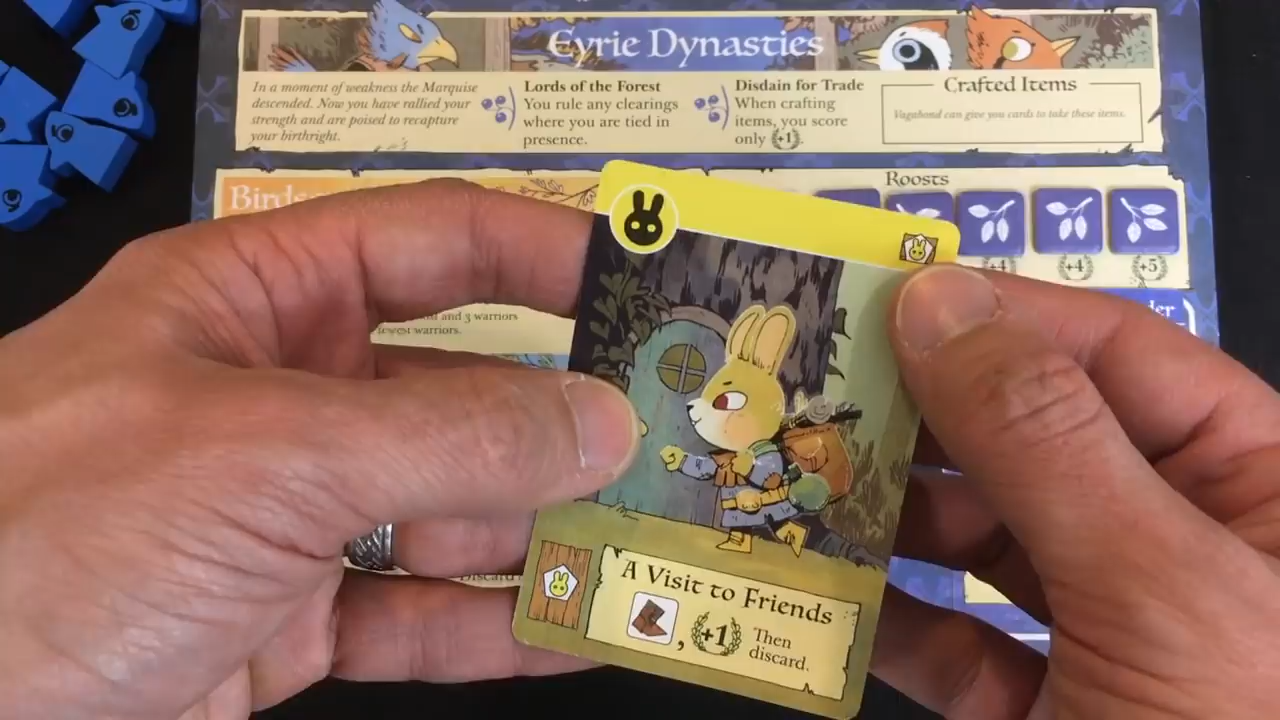 Eyrie Dynasties
In a moment of weakness the Marquise
descended. Now you have rallied your
strength and are poised to recapture
your birthright.
Lords of the Forest
You rule any clearings
where you are tied in
presence.
Disdain for Trade
When crafting
items, you score
only +1.
Crafted Items
Vagabond can give you cards to take these items.
Roosts
+4
+4
+5
and 3 warriors
fewest warriors.
Discard
A Visit to Friends
, +1 Then
discard.